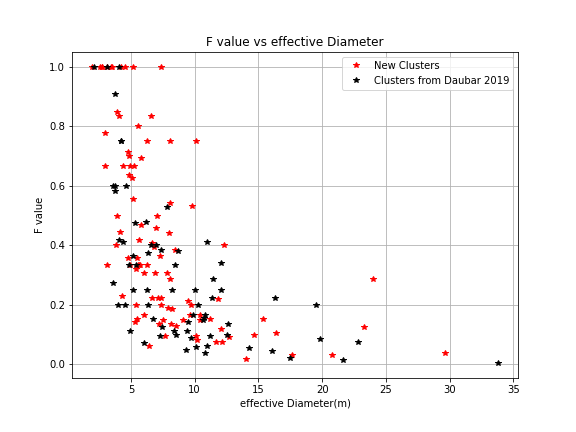 F value vs effective Diameter
New Clusters
Clusters from Daubar 2019
1.0
0.8
0.6
0.4
0.2
0.0
F value
5 10 15 20 25 30 35
effective Diameter(m)